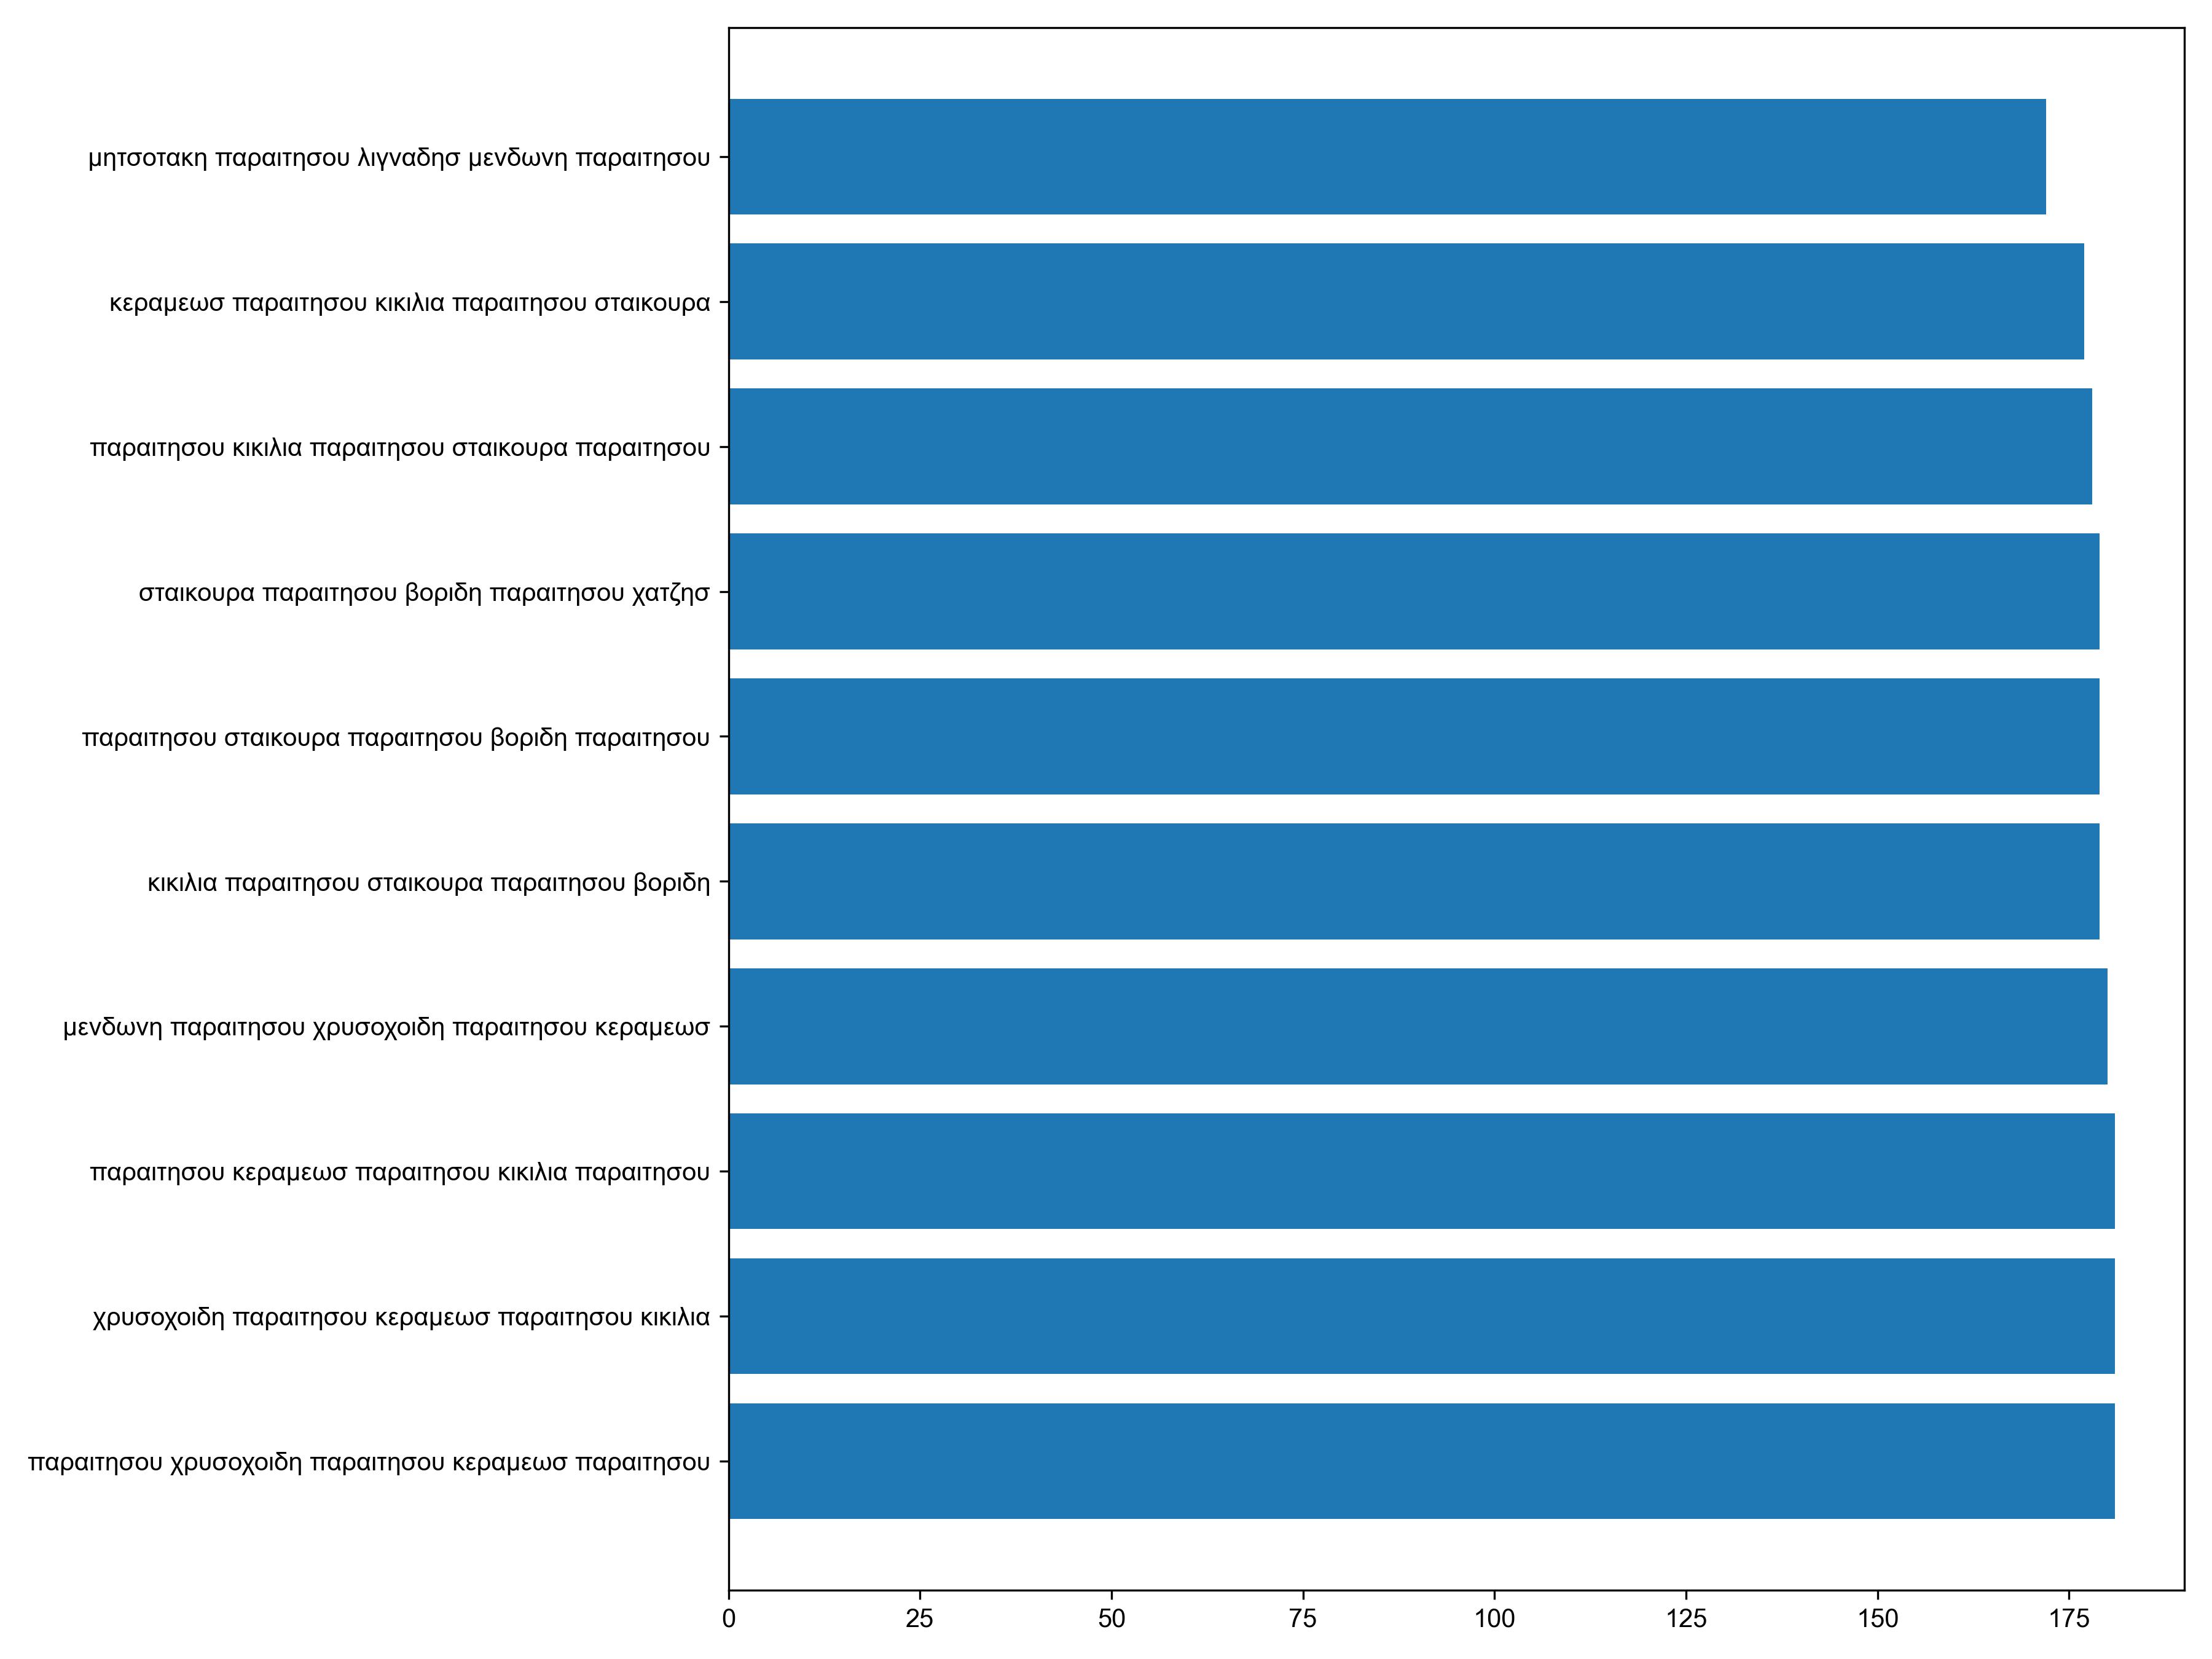 μητσοτακη παραιτησου λιγναδησ μενδωνη παραιτησου
κεραμεωσ παραιτησου κικιλια παραιτησου σταικουρα
παραιτησου κικιλια παραιτησου σταικουρα παραιτησου
σταικουρα παραιτησου βοριδη παραιτησου χατζησ
παραιτησου σταικουρα παραιτησου βοριδη παραιτησου
κικιλια παραιτησου σταικουρα παραιτησου βοριδη
μενδωνη παραιτησου χρυσοχοιδη παραιτησου κεραμεωσ
παραιτησου κεραμεωσ παραιτησου κικιλια παραιτησου
χρυσοχοιδη παραιτησου κεραμεωσ παραιτησου κικιλια
παραιτησου χρυσοχοιδη παραιτησου κεραμεωσ παραιτησου
0 25 50 75 100 125 150 175